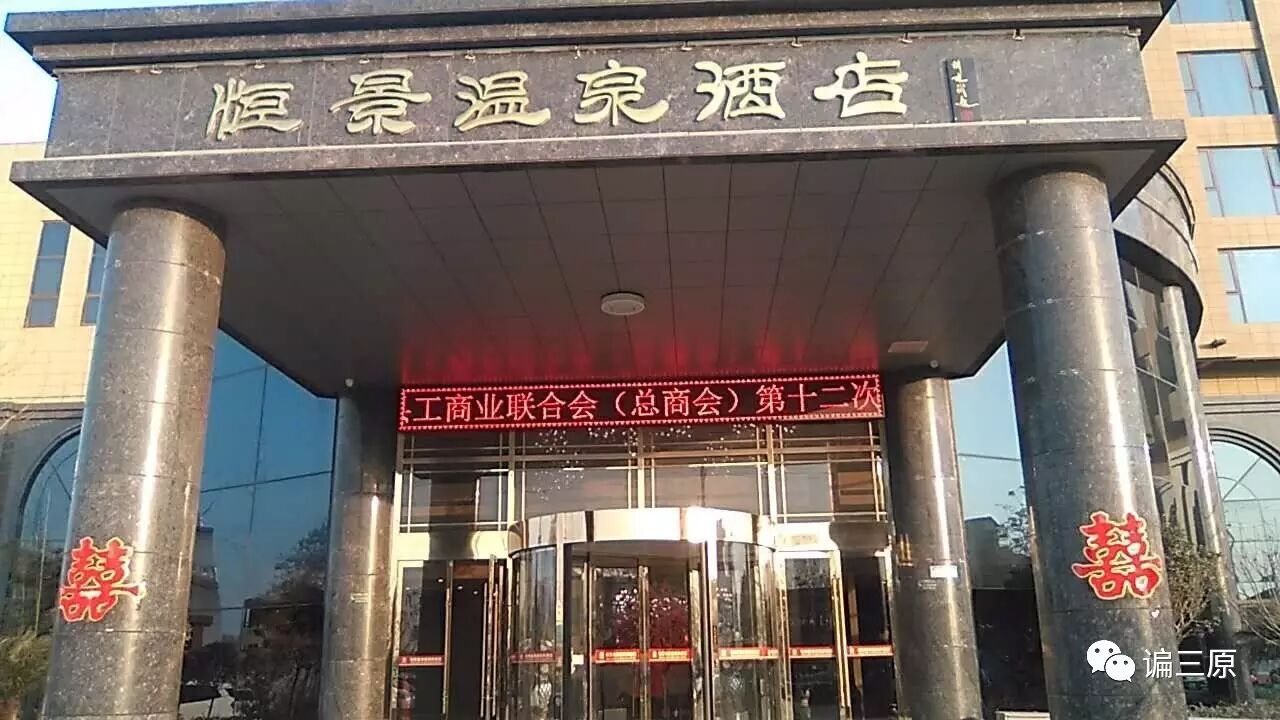 恒景温泉酒店
工商业联合会（总商会）第十二次
囍
囍
谝三原